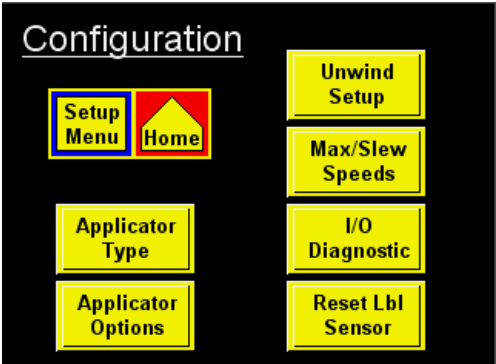 Configuration
Setup
Menu
Home
Applicator
Type
Applicator
Options
Unwind
Setup
Max/Slew
Speeds
I/O
Diagnostic
Reset Lbl
Sensor